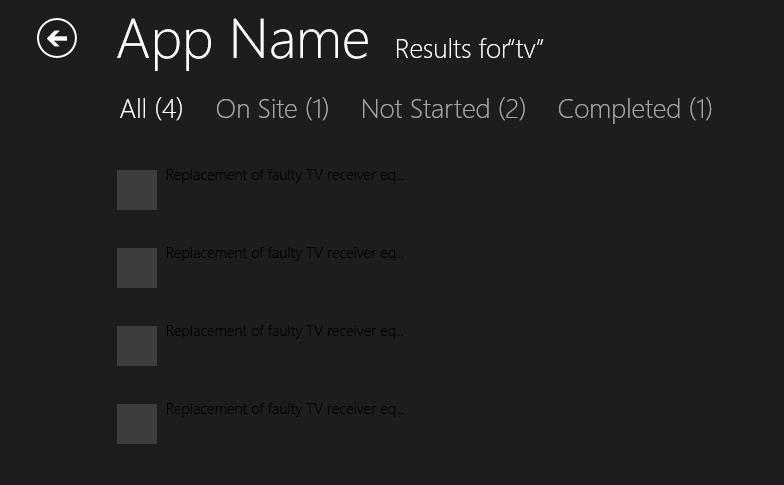 App Name Results for“tv”
All (4) On Site (1) Not Started (2) Completed (1)
Replacement of faulty TV receiver eq..
Replacement of faulty TV receiver eq..
Replacement of faulty TV receiver eq..
Replacement of faulty TV receiver eq..